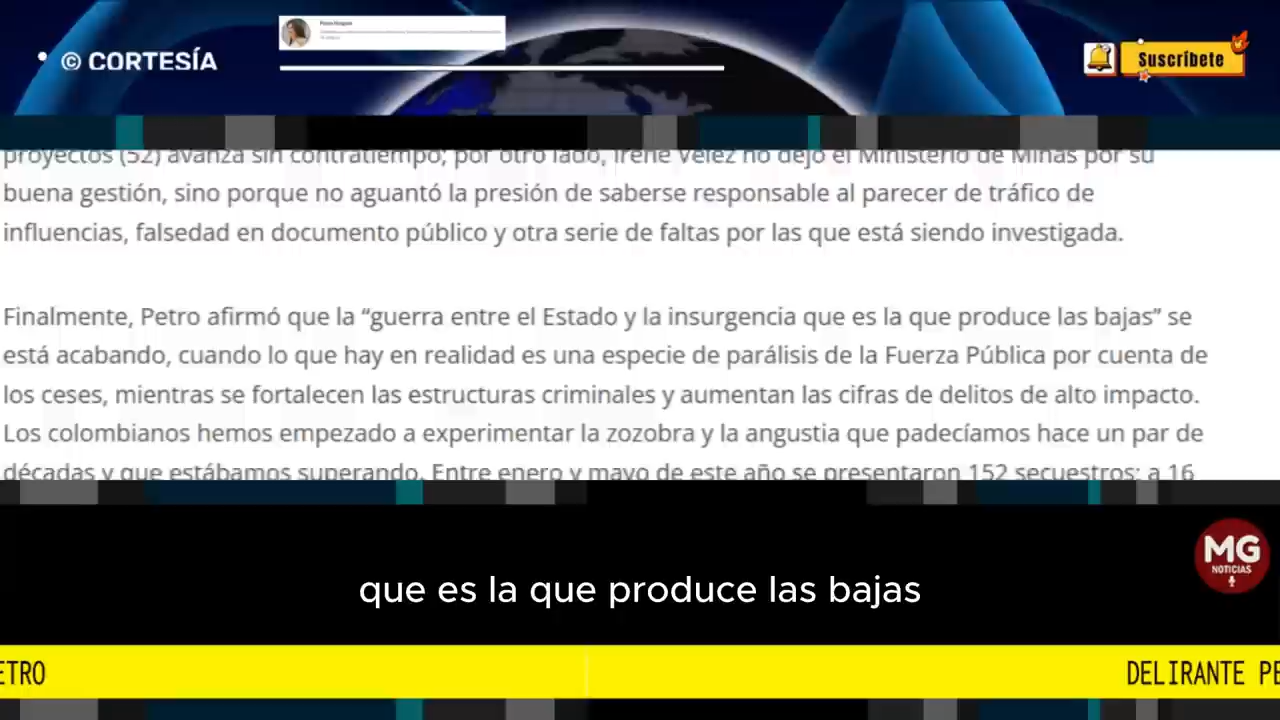 © CORTESÍA
Suscríbete
proyectos (52) avanza sin contratiempo; por otro lado, Irene Vélez no dejó el Ministerio de Minas por su
buena gestión, sino porque no aguantó la presión de saberse responsable al parecer de tráfico de
influencias, falsedad en documento público y otra serie de faltas por las que está siendo investigada.
Finalmente, Petro afirmó que la “guerra entre el Estado y la insurgencia que es la que produce las bajas” se
está acabando, cuando lo que hay en realidad es una especie de parálisis de la Fuerza Pública por cuenta de
los ceses, mientras se fortalecen las estructuras criminales y aumentan las cifras de delitos de alto impacto.
Los colombianos hemos empezado a experimentar la zozobra y la angustia que padecíamos hace un par de
décadas y que estábamos superando. Entre enero y mayo de este año se presentaron 152 secuestros; a 16
MG
NOTICIAS
que es la que produce las bajas
ETRO
DELIRANTE PE